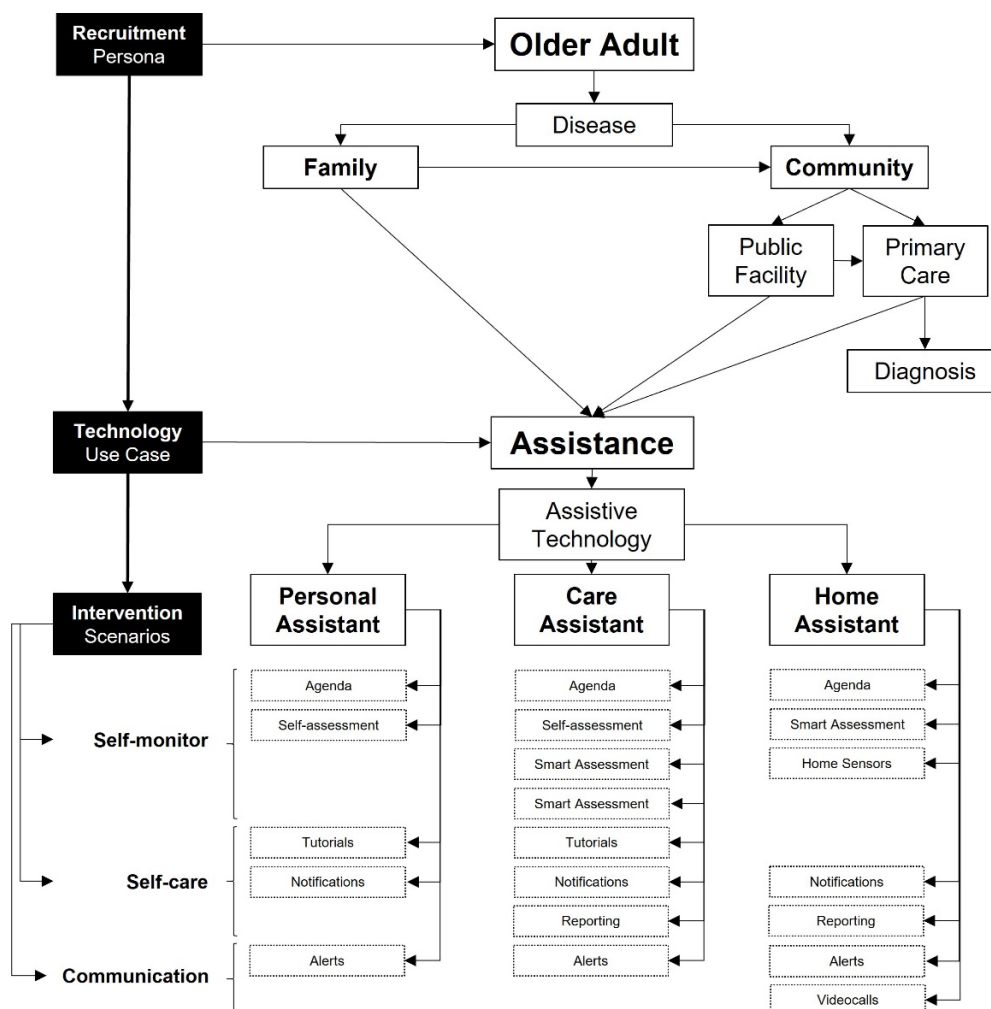 Recruitment
Persona
Older Adult
Disease
Family
Community
Public
Facility
Primary
Care
Diagnosis
Technology
Use Case
Assistance
Assistive
Technology
Intervention
Scenarios
Personal
Assistant
Care
Assistant
Home
Assistant
Self-monitor
Agenda
Agenda
Agenda
Self-assessment
Self-assessment
Smart Assessment
Smart Assessment
Home Sensors
Smart Assessment
Self-care
Tutorials
Tutorials
Notifications
Notifications
Notifications
Reporting
Reporting
Communication
Alerts
Alerts
Alerts
Videocalls